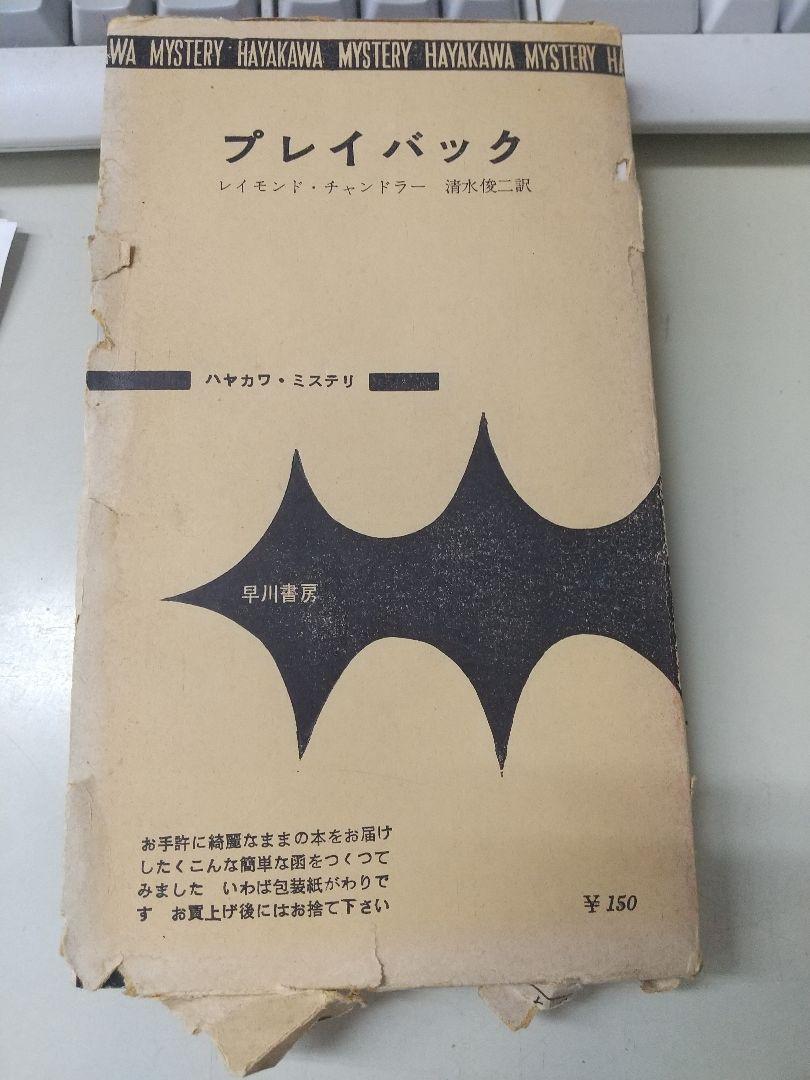 WA MYSTERY HAYAKAWA MYSTERY HAYAKAWA MYSTERY HA
プレイバック
レイモンド・チャンドラー 清水俊二訳
ハヤカワ・ミステリ
早川書房
お手許に綺麗なままの本をお届け
したくこんな簡単な函をつくつて
みました いわば包装紙がわりで
す お買上げ後にはお捨て下さい
¥150